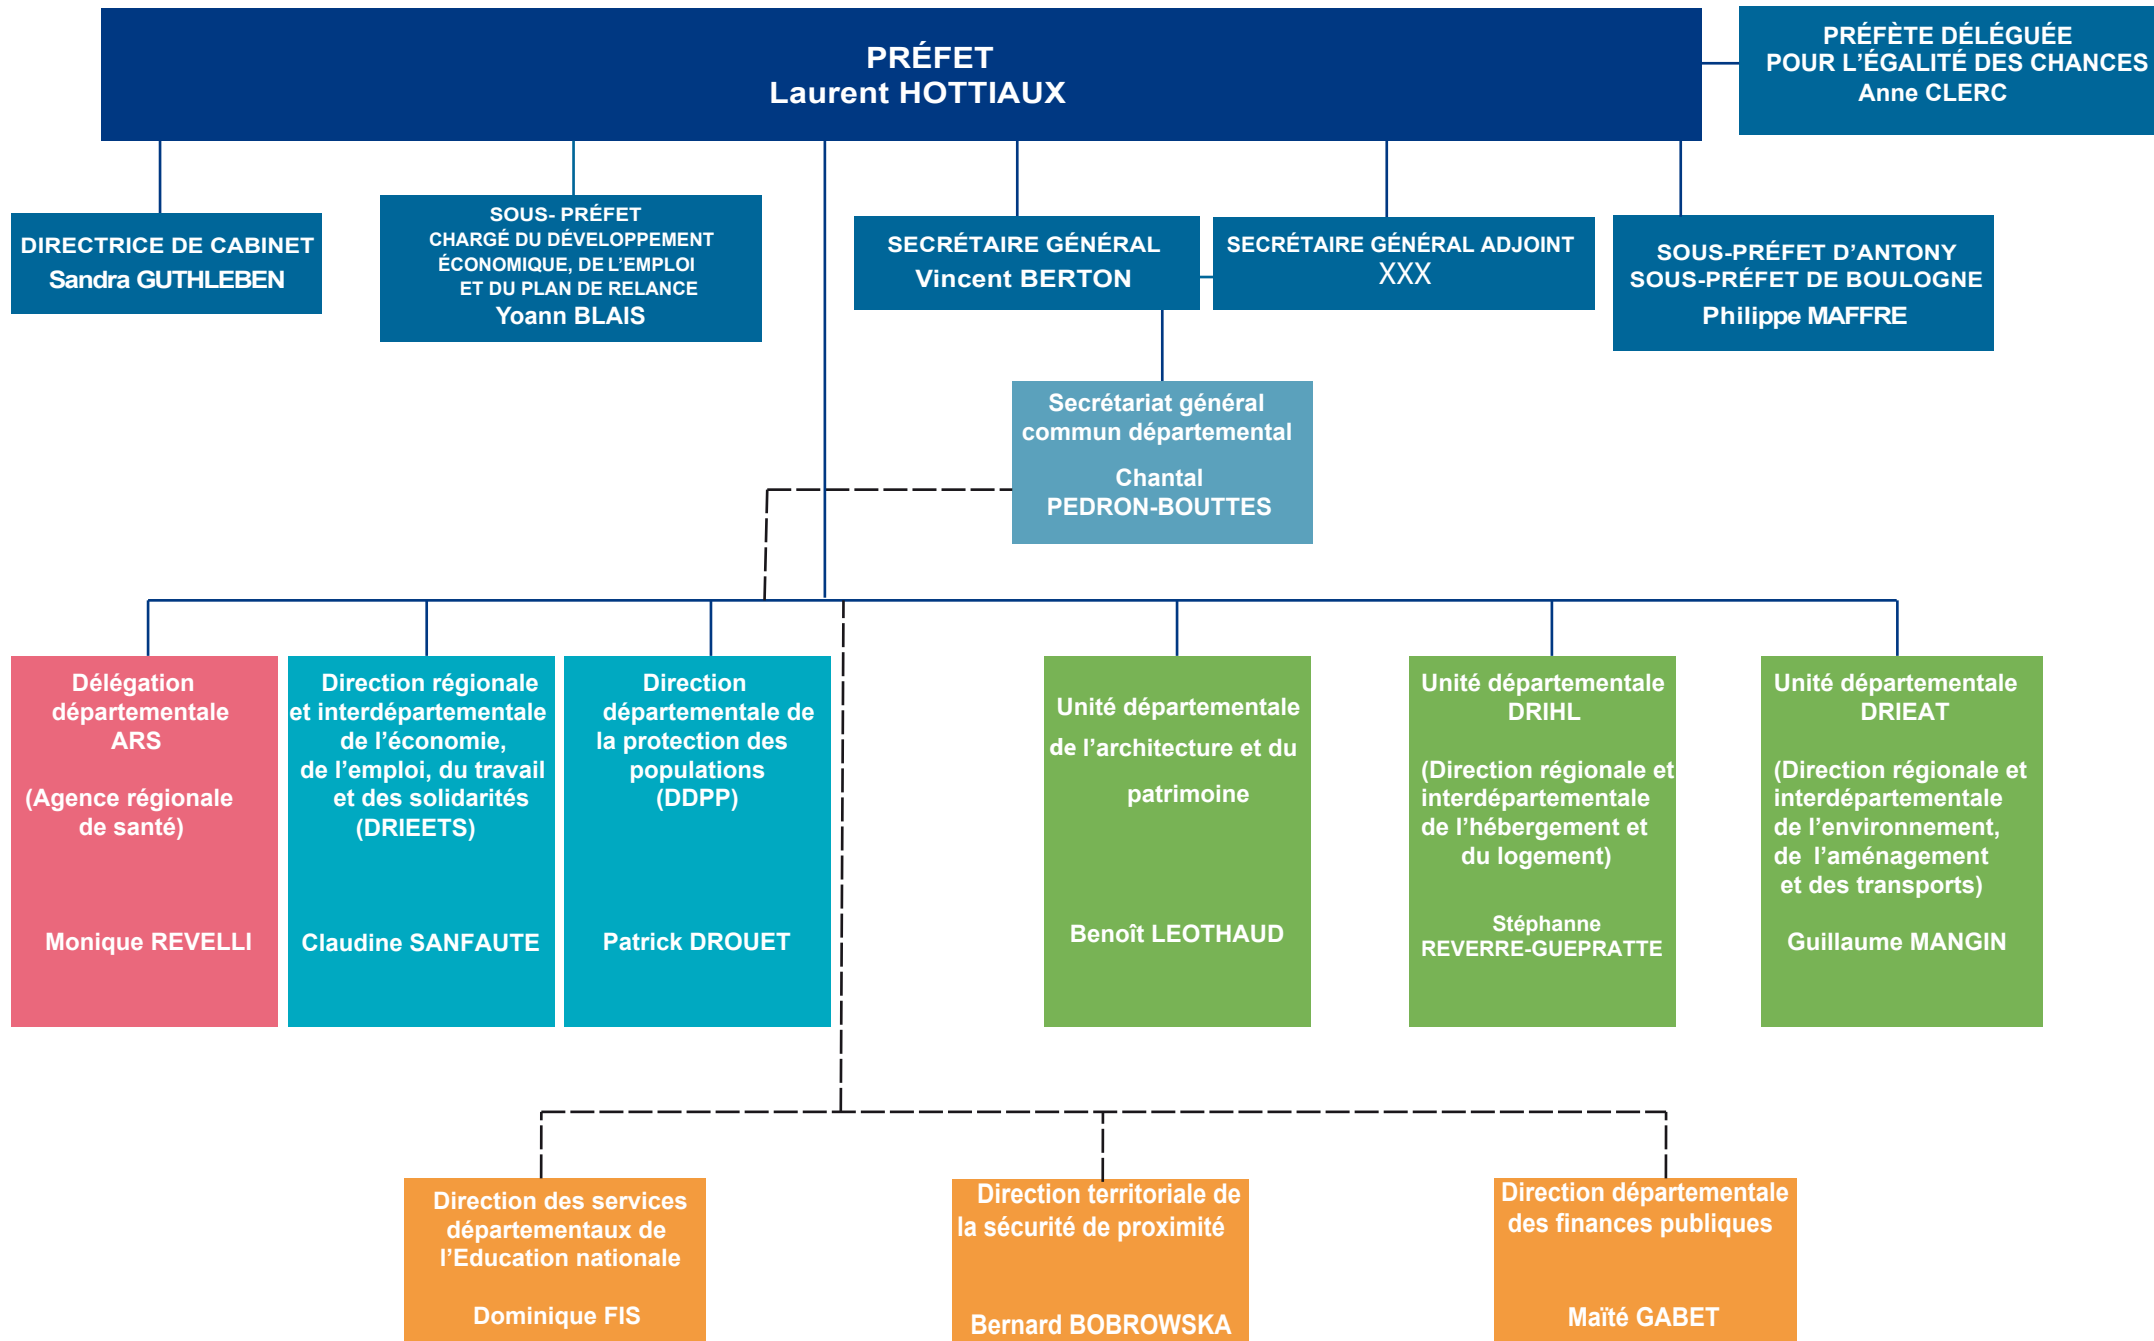 PRÉFET
Laurent HOTTIAUX
PRÉFÈTE DÉLÉGUÉE
POUR L'ÉGALITÉ DES CHANCES
Anne CLERC
DIRECTRICE DE CABINET
Sandra GUTHLEBEN
SOUS- PRÉFET
CHARGÉ DU DÉVELOPPEMENT
ÉCONOMIQUE, DE L'EMPLOI
ET DU PLAN DE RELANCE
Yoann BLAIS
SECRÉTAIRE GÉNÉRAL
Vincent BERTON
SECRÉTAIRE GÉNÉRAL ADJOINT
XXX
SOUS-PRÉFET D'ANTONY
SOUS-PRÉFET DE BOULOGNE
Philippe MAFFRE
Secrétariat général
commun départemental
Chantal
PEDRON-BOUTTES
Délégation
départementale
ARS
(Agence régionale
de santé)
Monique REVELLI
Direction régionale
et interdépartementale
de l'économie,
de l'emploi, du travail
et des solidarités
(DRIEETS)
Claudine SANFAUTE
Direction
départementale de
la protection des
populations
(DDPP)
Patrick DROUET
Unité départementale
de l'architecture et du
patrimoine
Benoît LEOTHAUD
Unité départementale
DRIHL
(Direction régionale et
interdépartementale
de l'hébergement et
du logement)
Stéphanne
REVERRE-GUEPRATTE
Unité départementale
DRIEAT
(Direction régionale et
interdépartementale
de l'environnement,
de l'aménagement
et des transports)
Guillaume MANGIN
Direction des services
départementaux de
l'Education nationale
Dominique FIS
Direction territoriale de
la sécurité de proximité
Bernard BOBROWSKA
Direction départementale
des finances publiques
Maïté GABET